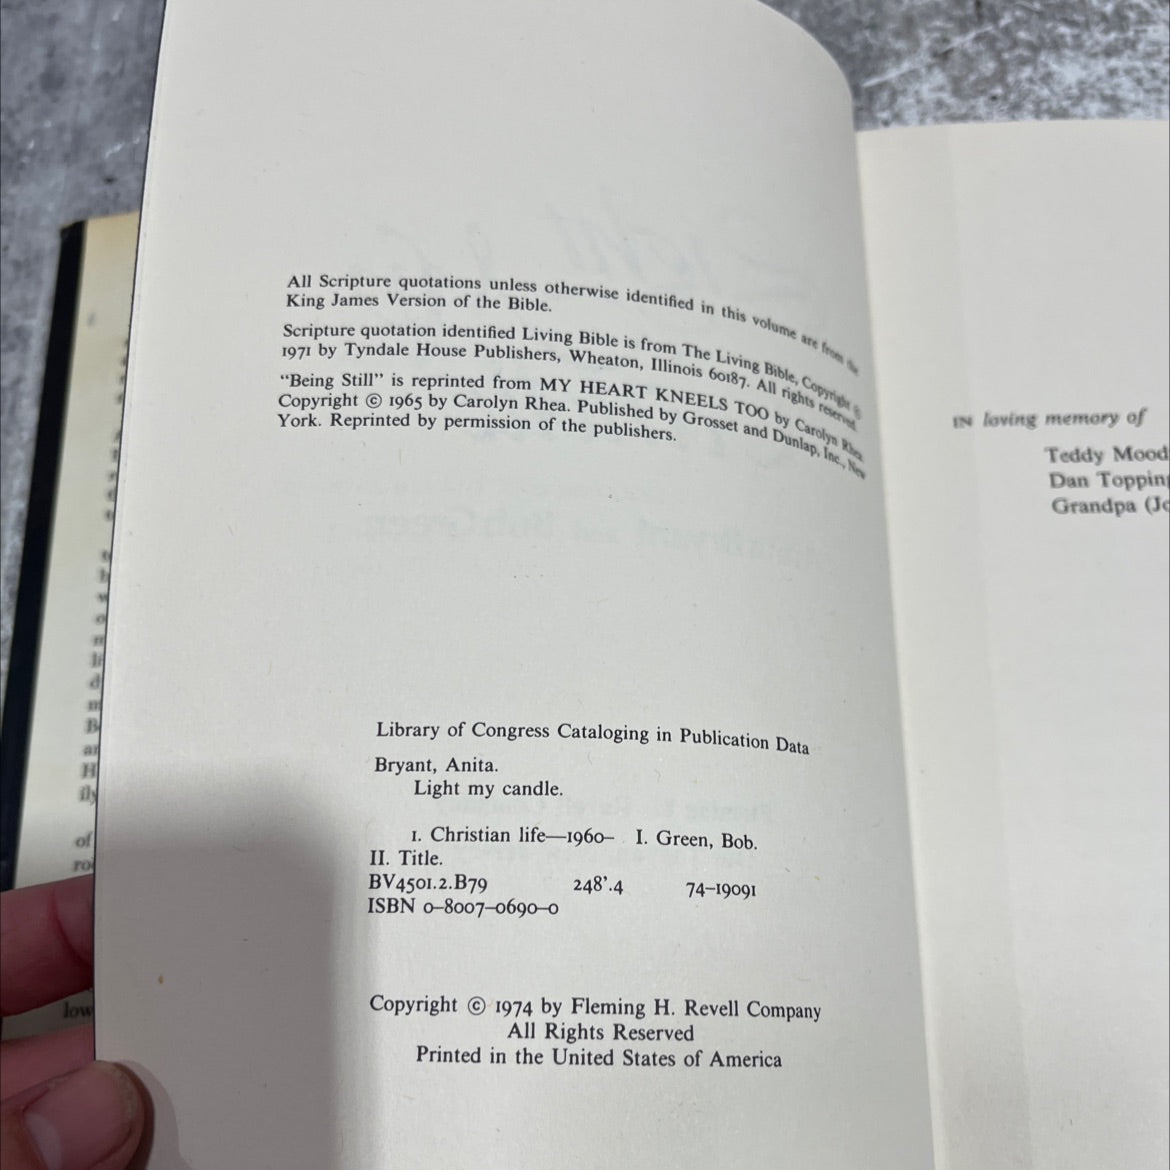 All Scripture quotations unless otherwise identified in this volume are from the
King James Version of the Bible.
Scripture quotation identified Living Bible is from The Living Bible, Copyright ©
1971 by Tyndale House Publishers, Wheaton, Illinois 60187. All rights reserved.
“Being Still” is reprinted from MY HEART KNEELS TOO by Carolyn Rhea
Copyright © 1965 by Carolyn Rhea. Published by Grosset and Dunlap, Inc., New
York. Reprinted by permission of the publishers.
Library of Congress Cataloging in Publication Data
Bryant, Anita.
Light my candle.
1. Christian life—1960– I. Green, Bob.
II. Title.
BV4501.2.B79 248’.4 74–19091
ISBN 0–8007–0690–0
Copyright © 1974 by Fleming H. Revell Company
All Rights Reserved
Printed in the United States of America
IN loving memory of
Teddy Mood
Dan Topping
Grandpa (Jo